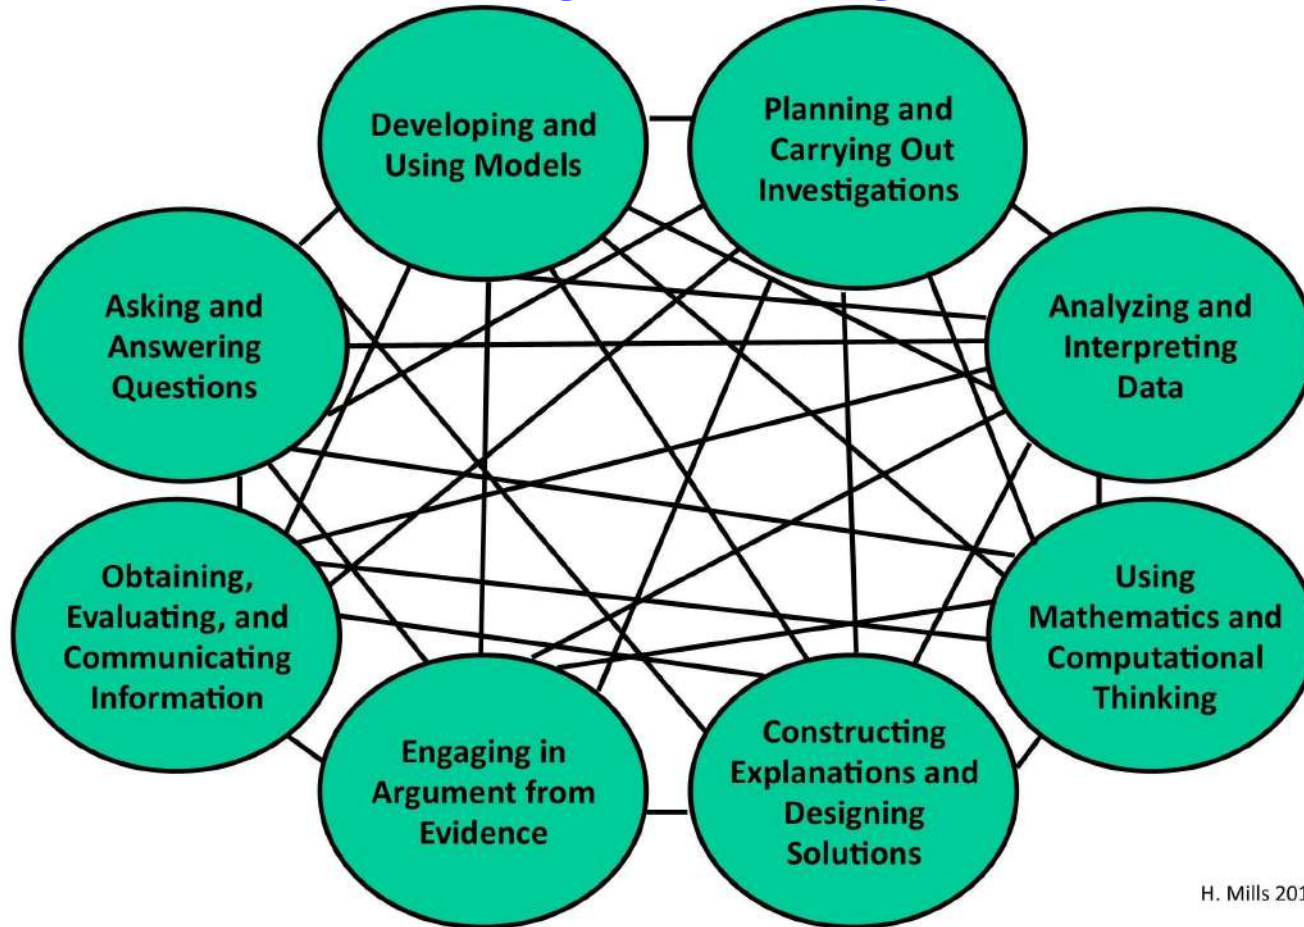 Developing and
Using Models
Planning and
Carrying Out
Investigations
Asking and
Answering
Questions
Analyzing and
Interpreting
Data
Obtaining,
Evaluating, and
Communicating
Information
Using
Mathematics and
Computational
Thinking
Engaging in
Argument from
Evidence
Constructing
Explanations and
Designing
Solutions
H. Mills 201